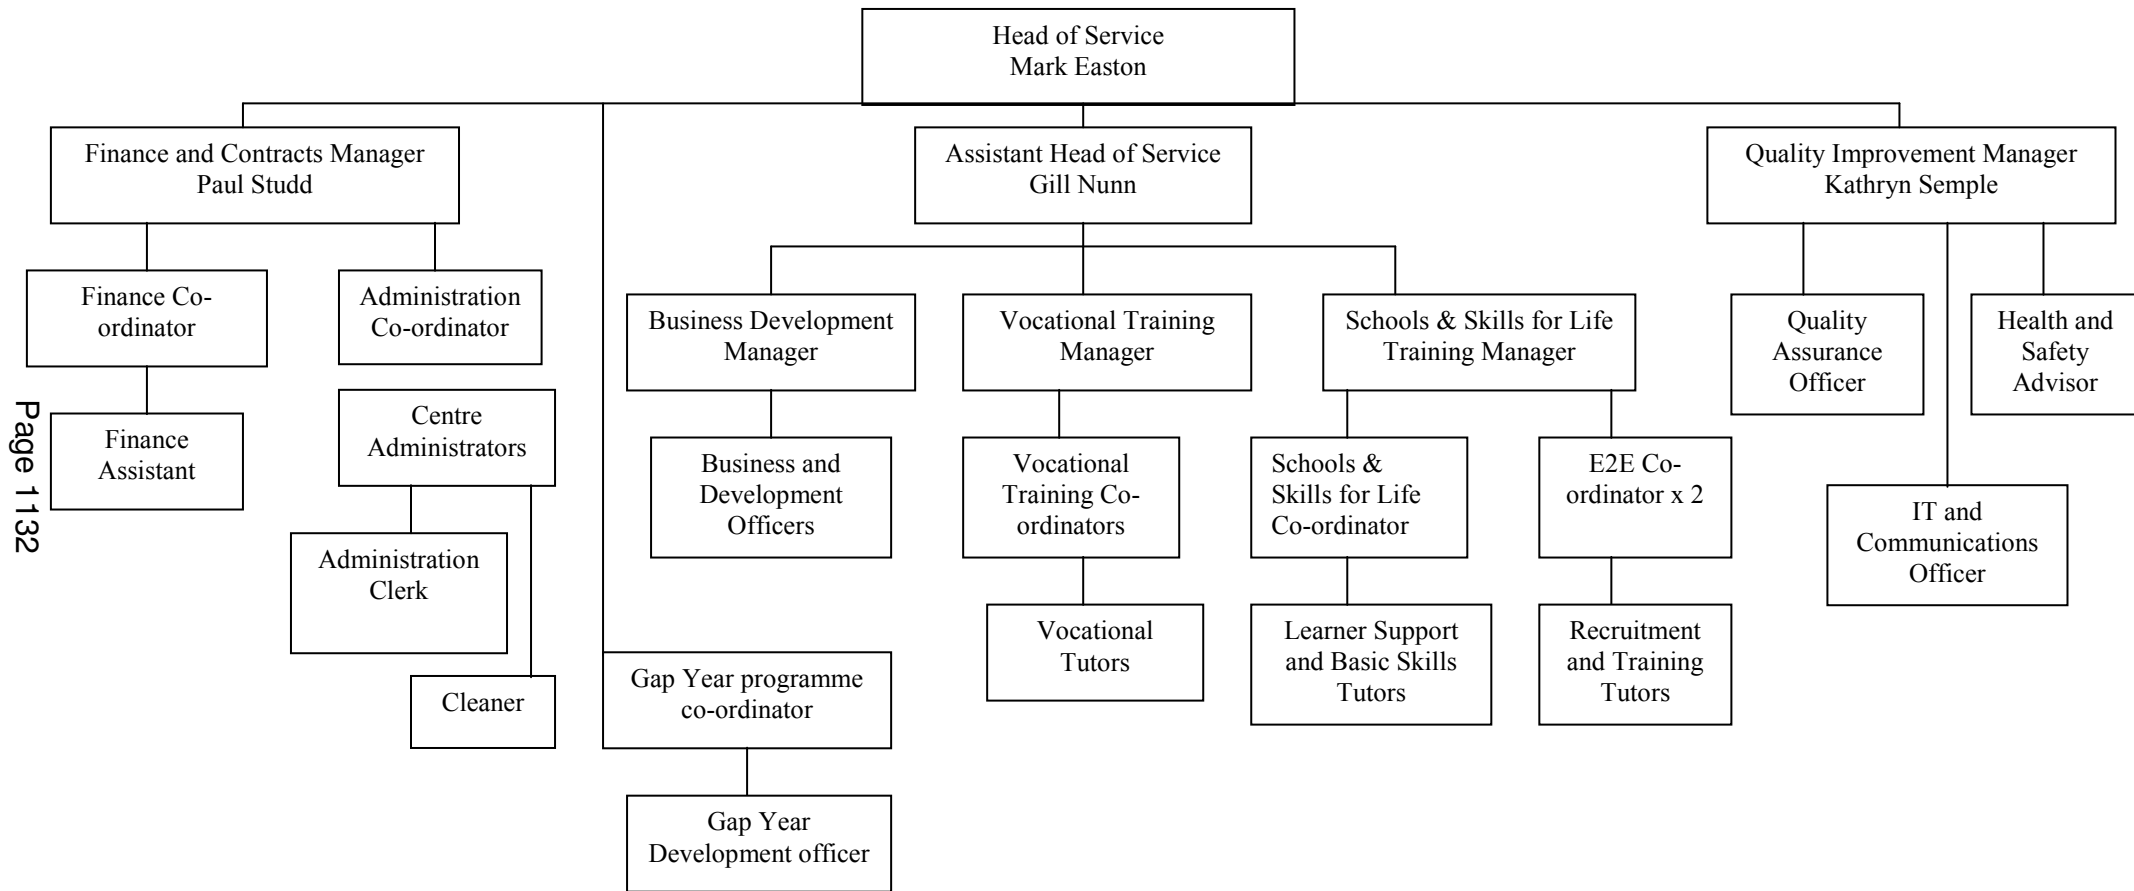 Head of Service
Mark Easton
Finance and Contracts Manager
Paul Studd
Assistant Head of Service
Gill Nunn
Quality Improvement Manager
Kathryn Semple
Finance Co-
ordinator
Administration
Co-ordinator
Business Development
Manager
Vocational Training
Manager
Schools & Skills for Life
Training Manager
Quality
Assurance
Officer
Health and
Safety
Advisor
Finance
Assistant
Centre
Administrators
Business and
Development
Officers
Vocational
Training Co-
ordinators
Schools &
Skills for Life
Co-ordinator
E2E Co-
ordinator x 2
IT and
Communications
Officer
Administration
Clerk
Cleaner
Vocational
Tutors
Learner Support
and Basic Skills
Tutors
Recruitment
and Training
Tutors
Gap Year programme
co-ordinator
Gap Year
Development officer
Page 1132